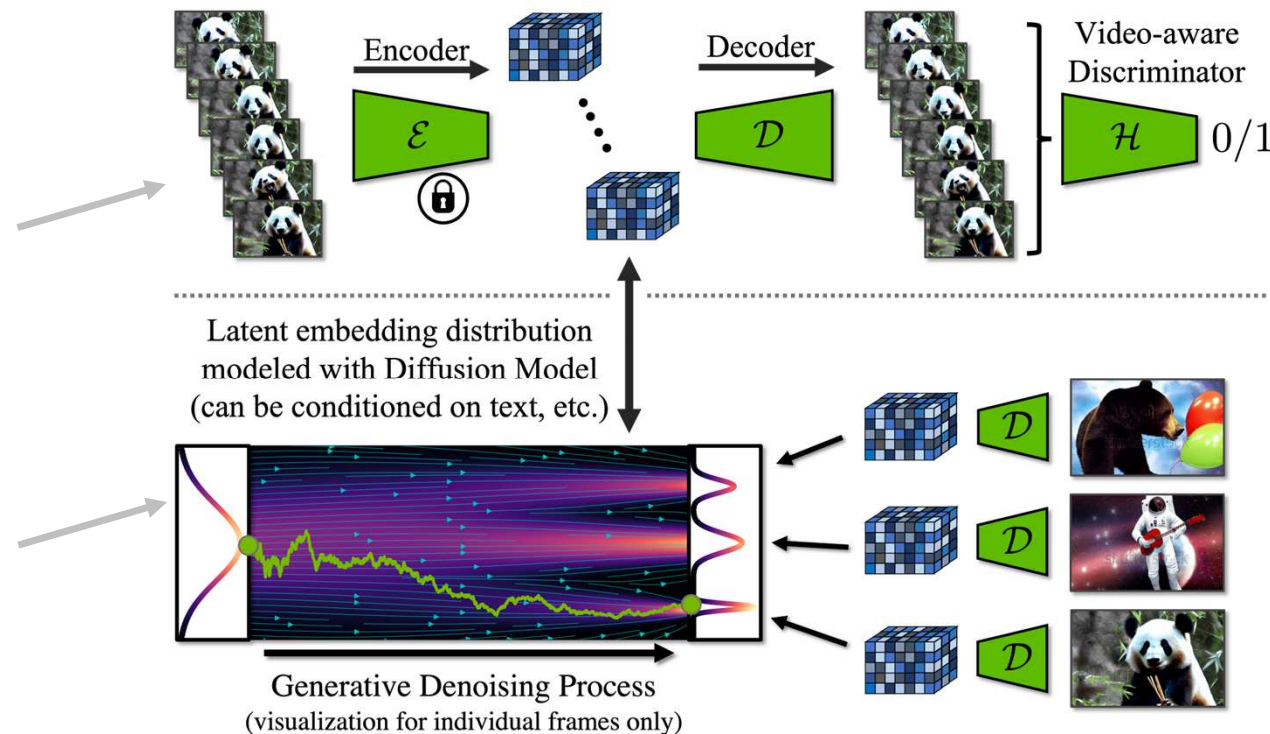 Encoder
ℰ
Decoder
𝒟
Video-aware
Discriminator
ℋ
0/1
Latent embedding distribution
modeled with Diffusion Model
(can be conditioned on text, etc.)
𝒟
𝒟
𝒟
Generative Denoising Process
(visualization for individual frames only)